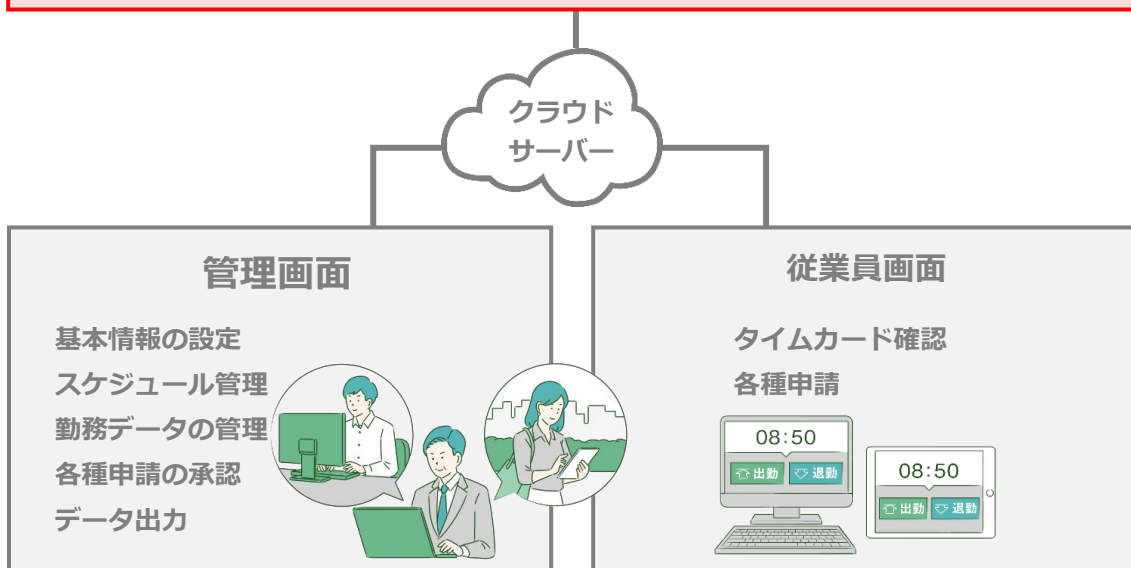 クラウド
サーバー
管理画面
基本情報の設定
スケジュール管理
勤務データの管理
各種申請の承認
データ出力
従業員画面
タイムカード確認
各種申請
08:50
出勤 退勤
08:50
出勤 退勤